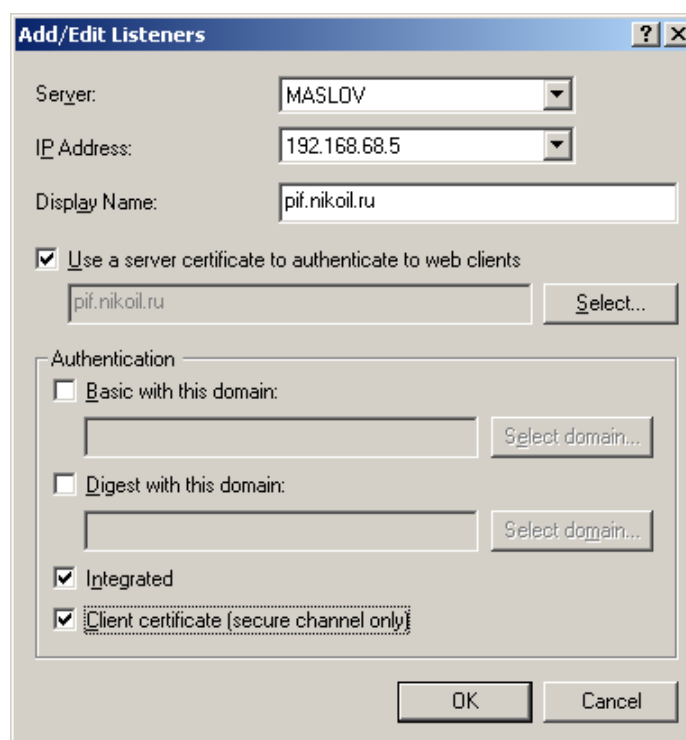 Add/Edit Listeners
Server: MASLOV
IP Address: 192.168.68.5
Display Name: pif.nikoil.ru
Use a server certificate to authenticate to web clients
pif.nikoil.ru Select...
Authentication
Basic with this domain:
Select domain...
Digest with this domain:
Select domain...
Integrated
Client certificate (secure channel only)
OK Cancel